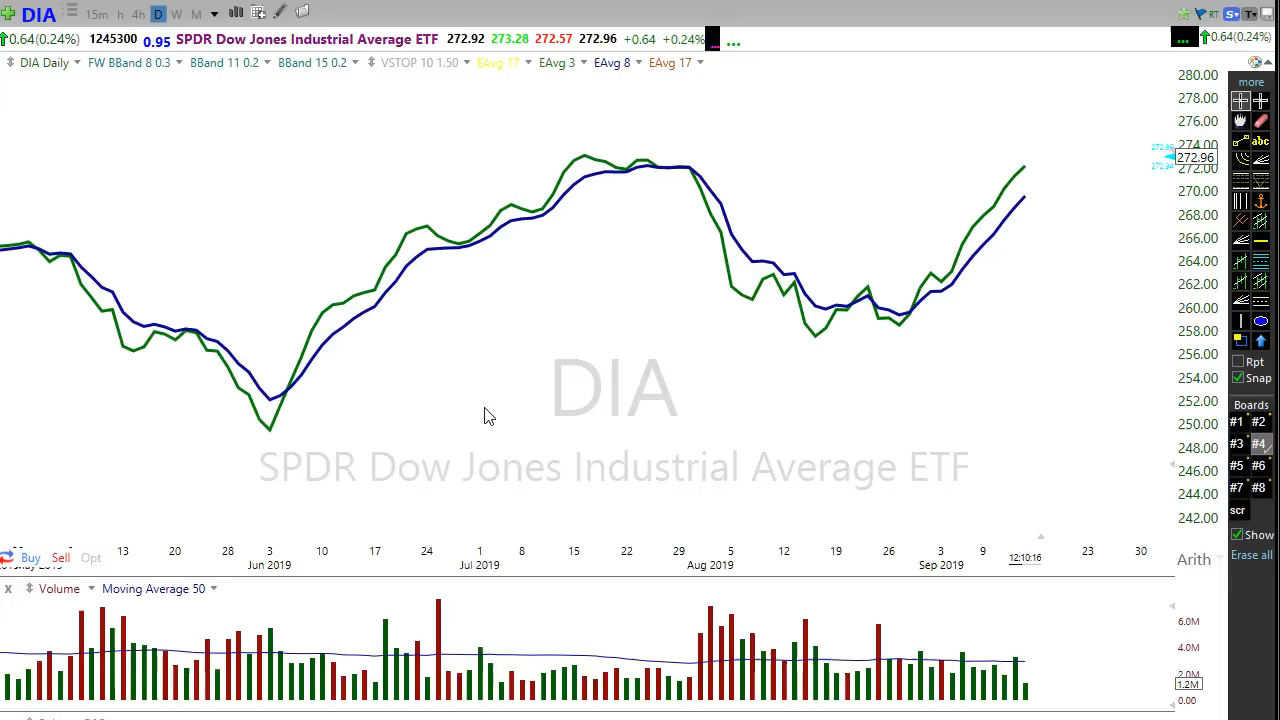 DIA 15m h 4h D W M RT S T
0.64(0.24%) 1245300 0.95 SPDR Dow Jones Industrial Average ETF 272.92 273.28 272.57 272.96 +0.64 +0.24% ... 0.64(0.24%)
DIA Daily FW BBand 8 0.3 BBand 11 0.2 BBand 15 0.2 VSTOP 10 1.50 EAvg 17 EAvg 3 EAvg 8 EAvg 17
280.00
278.00
276.00
274.00
272.96
272.00
270.00
268.00
266.00
264.00
262.00
260.00
258.00
256.00
254.00
252.00
250.00
248.00
246.00
244.00
242.00
DIA
SPDR Dow Jones Industrial Average ETF
more
abc
Rpt
Snap
Boards
#1 #2
#3 #4
#5 #6
#7 #8
scr
Show
Erase all
13 20 28 3 10 17 24 1 8 15 22 29 5 12 19 26 3 9 12:10:16 23 30
Jun 2019 Jul 2019 Aug 2019 Sep 2019
Buy Sell Opt
Arith
X Volume Moving Average 50
6.0M
4.0M
2.0M
1.2M
0.00